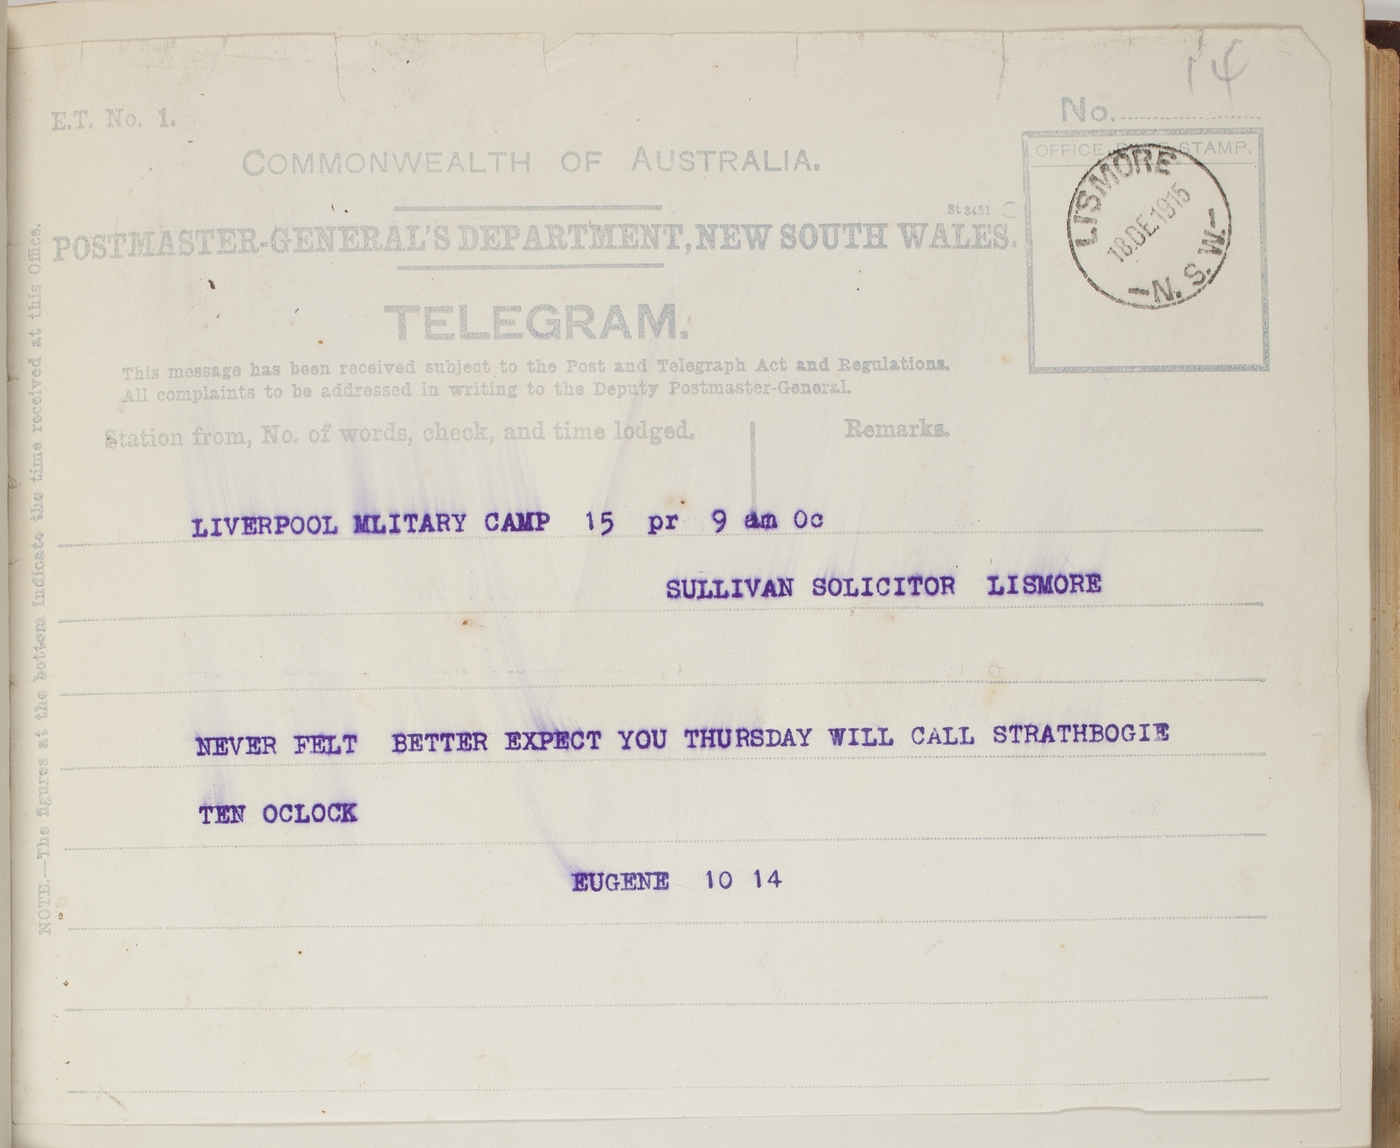 14
E.T. No. 1.
No.
COMMONWEALTH OF AUSTRALIA.
OFFICE DATE STAMP.
LISMORE
18.DE.1915
N.S.W.
St 8431
POSTMASTER-GENERAL'S DEPARTMENT, NEW SOUTH WALES.
TELEGRAM.
This message has been received subject to the Post and Telegraph Act and Regulations.
All complaints to be addressed in writing to the Deputy Postmaster-General.
Station from, No. of words, check, and time lodged.
Remarks.
LIVERPOOL MLITARY CAMP 15 pr 9 am Oc
SULLIVAN SOLICITOR LISMORE
NEVER FELT BETTER EXPECT YOU THURSDAY WILL CALL STRATHBOGIE
TEN OCLOCK
EUGENE 10 14
NOTE.—The figures at the bottom indicate the time received at this Office.